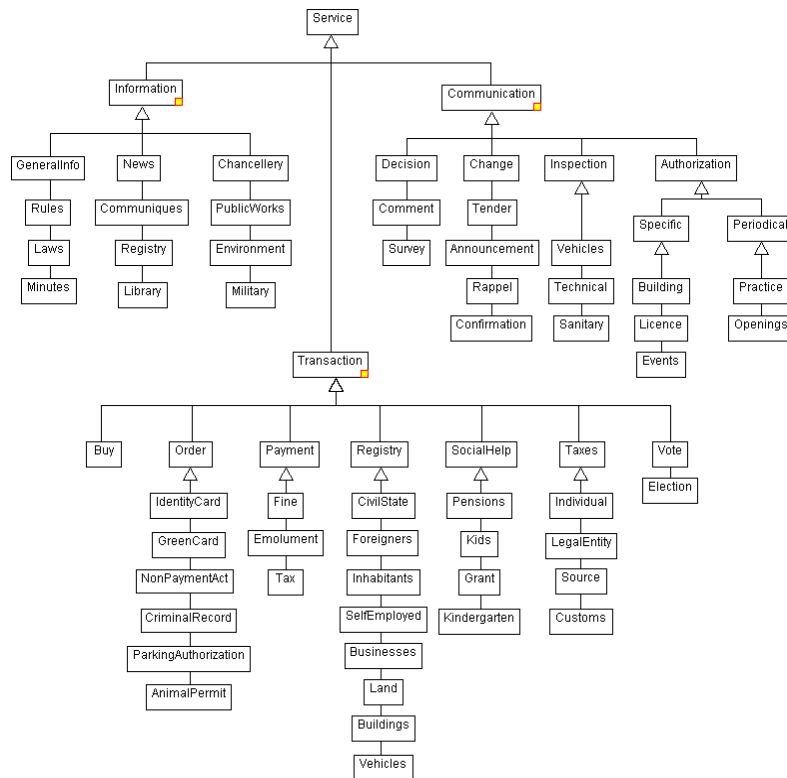 Service
Information
Communication
GeneralInfo
News
Chancellery
Decision
Change
Inspection
Authorization
Rules
Communiques
PublicWorks
Comment
Tender
Specific
Periodical
Laws
Registry
Environment
Survey
Announcement
Vehicles
Minutes
Library
Military
Rappel
Technical
Building
Practice
Confirmation
Sanitary
Licence
Openings
Events
Transaction
Buy
Order
Payment
Registry
SocialHelp
Taxes
Vote
Election
IdentityCard
Fine
CivilState
Pensions
Individual
GreenCard
Emolument
Foreigners
Kids
LegalEntity
NonPaymentAct
Tax
Inhabitants
Grant
Source
CriminalRecord
SelfEmployed
Kindergarten
Customs
ParkingAuthorization
Businesses
AnimalPermit
Land
Buildings
Vehicles